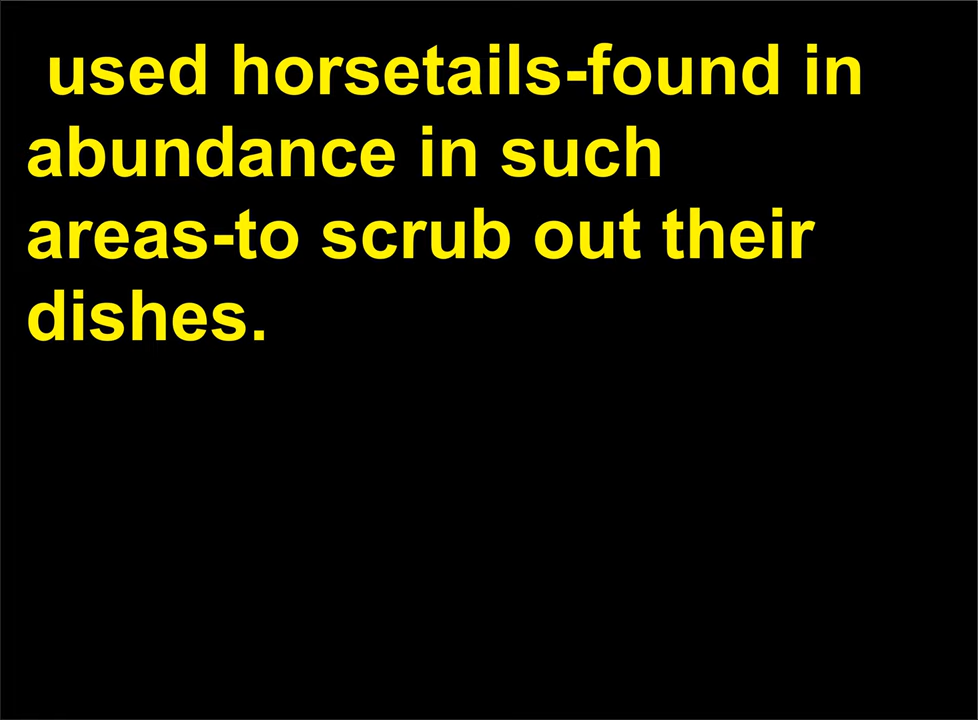 used horsetails-found in
abundance in such
areas-to scrub out their
dishes.